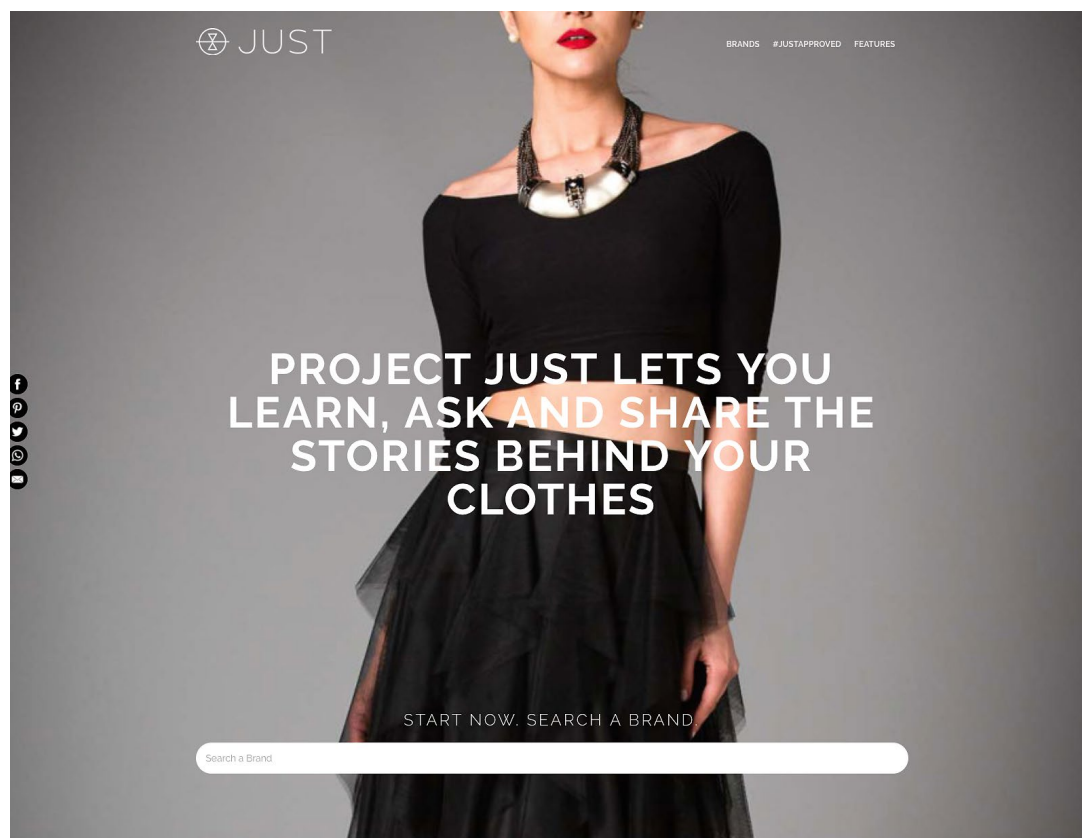 JUST
BRANDS #JUSTAPPROVED FEATURES
PROJECT JUST LETS YOU
LEARN, ASK AND SHARE THE
STORIES BEHIND YOUR
CLOTHES
START NOW. SEARCH A BRAND.
Search a Brand